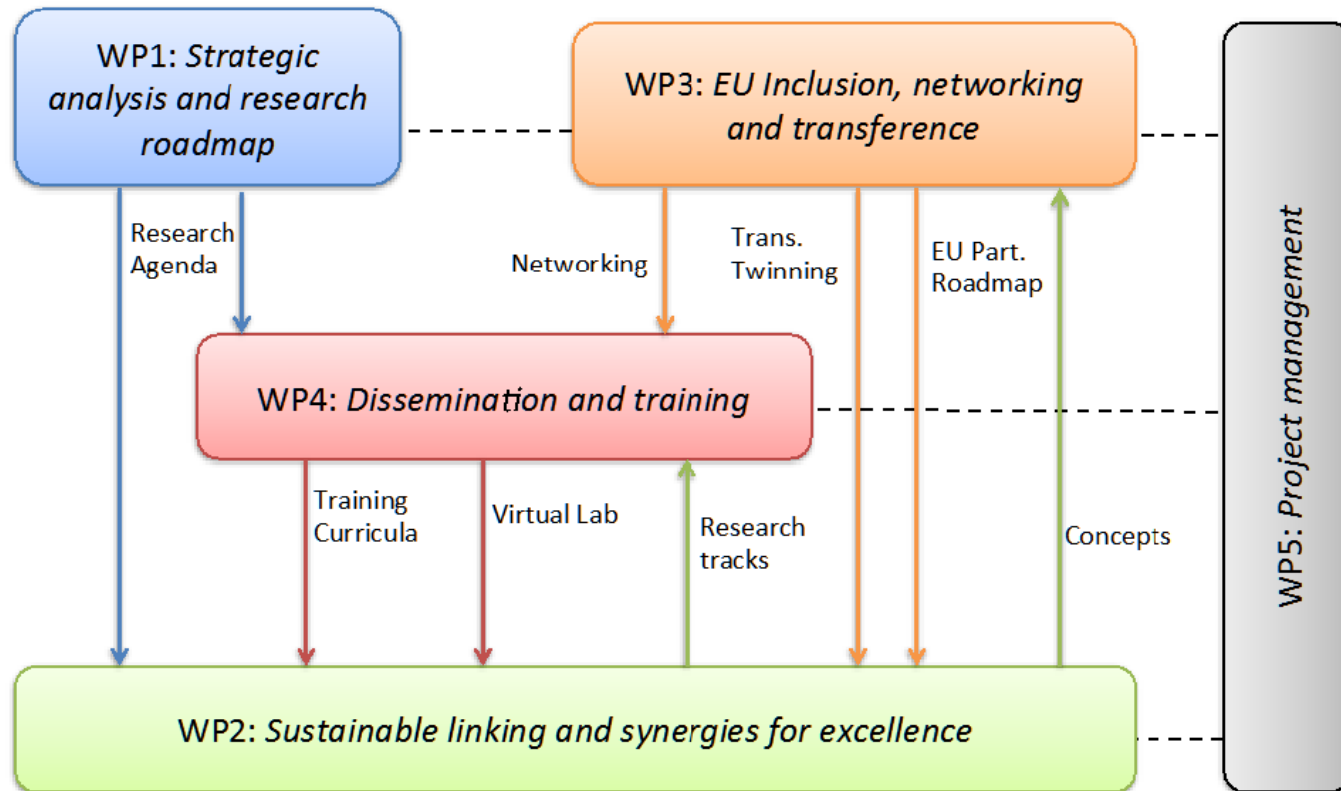 WP1: Strategic
analysis and research
roadmap
WP3: EU Inclusion, networking
and transference
Research
Agenda
Networking
Trans.
Twinning
EU Part.
Roadmap
WP4: Dissemination and training
Training
Curricula
Virtual Lab
Research
tracks
Concepts
WP2: Sustainable linking and synergies for excellence
WP5: Project management